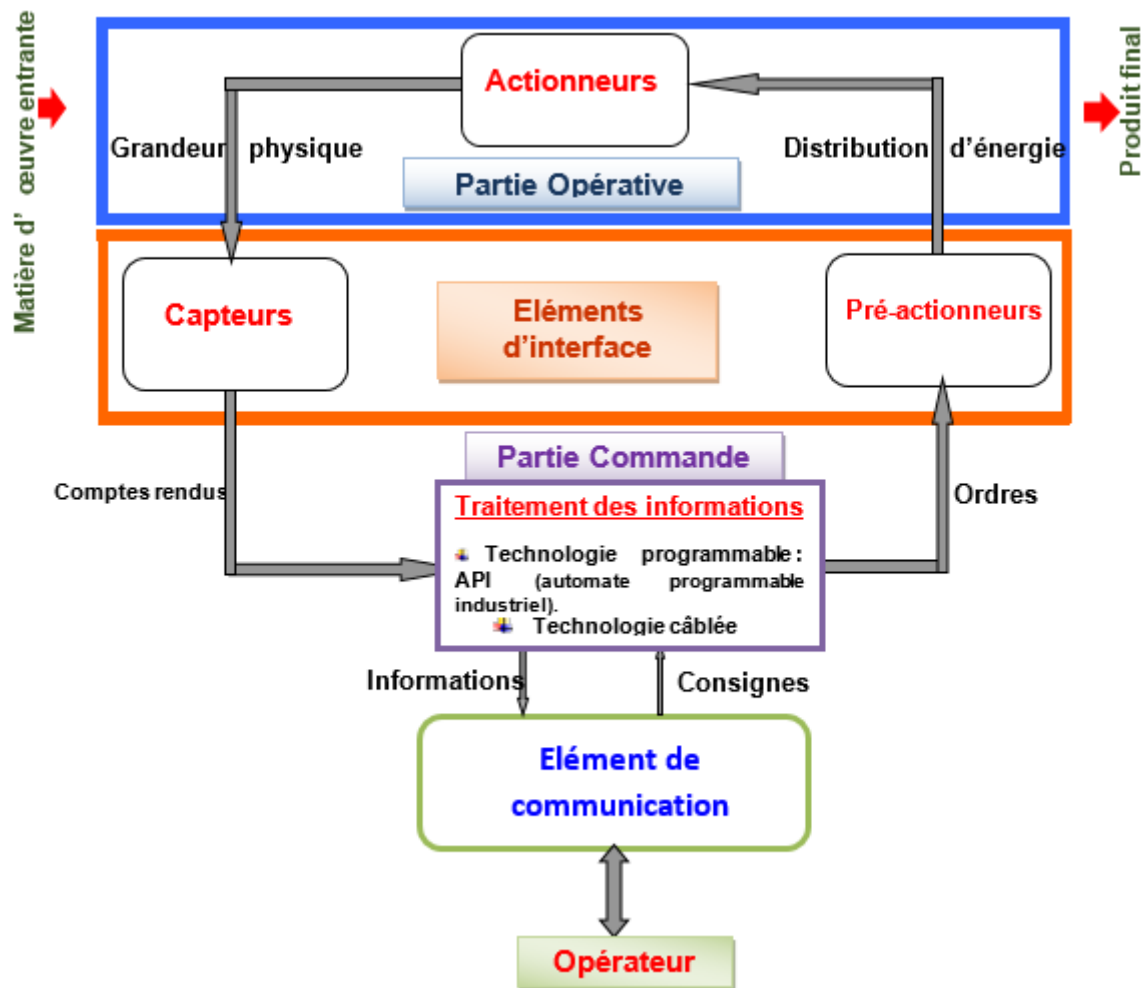 Matière d' œuvre entrante
Actionneurs
Produit final
Grandeur physique
Distribution d'énergie
Partie Opérative
Capteurs
Eléments
d'interface
Pré-actionneurs
Partie Commande
Comptes rendus
Ordres
Traitement des informations
Technologie programmable :
API (automate programmable
industriel).
Technologie câblée
Informations
Consignes
Elément de
communication
Opérateur